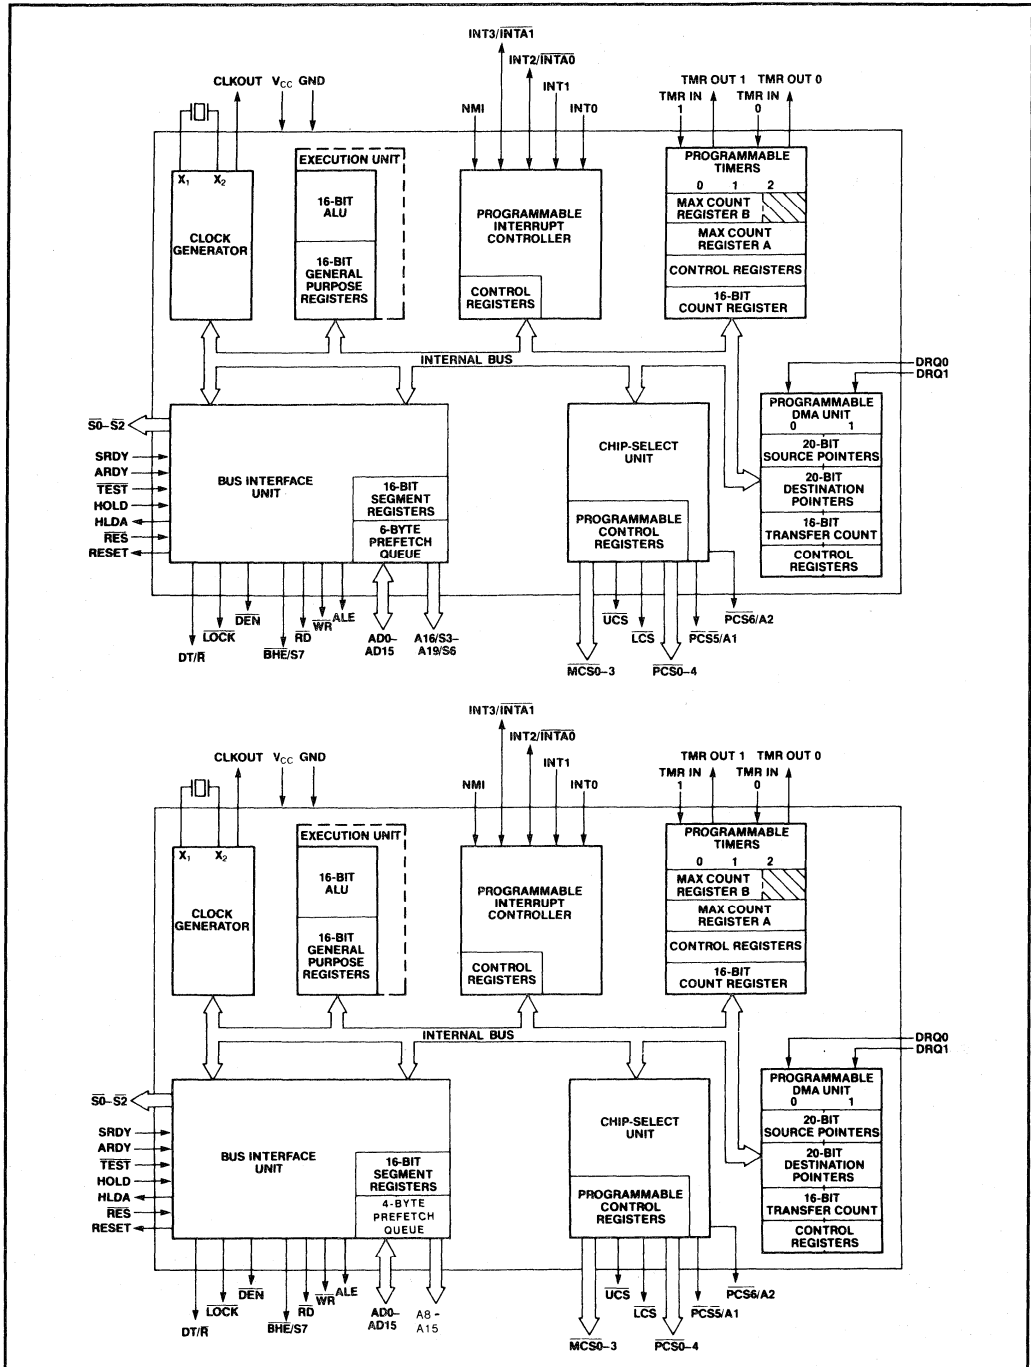 INT3/INTA1
INT2/INTA0
TMR OUT 1 TMR OUT 0
CLKOUT VCC GND
INT1
TMR IN TMR IN
NMI
INT0
1 0
X1 X2
EXECUTION UNIT
16-BIT
ALU
16-BIT
GENERAL
PURPOSE
REGISTERS
CLOCK
GENERATOR
PROGRAMMABLE
INTERRUPT
CONTROLLER
CONTROL
REGISTERS
PROGRAMMABLE
TIMERS
0 1 2
MAX COUNT
REGISTER B
MAX COUNT
REGISTER A
CONTROL REGISTERS
16-BIT
COUNT REGISTER
INTERNAL BUS
DRQ0
DRQ1
PROGRAMMABLE
DMA UNIT
0 1
20-BIT
SOURCE POINTERS
20-BIT
DESTINATION
POINTERS
16-BIT
TRANSFER COUNT
CONTROL
REGISTERS
S0-S2
SRDY
ARDY
TEST
HOLD
HLDA
RES
RESET
BUS INTERFACE
UNIT
16-BIT
SEGMENT
REGISTERS
6-BYTE
PREFETCH
QUEUE
CHIP-SELECT
UNIT
PROGRAMMABLE
CONTROL
REGISTERS
DT/R
LOCK
DEN
BHE/S7
RD
WR
ALE
AD0-
AD15
A16/S3-
A19/S6
MCS0-3
UCS
LCS
PCS0-4
PCS5/A1
PCS6/A2
INT3/INTA1
INT2/INTA0
TMR OUT 1 TMR OUT 0
CLKOUT VCC GND
INT1
TMR IN TMR IN
NMI
INT0
1 0
X1 X2
EXECUTION UNIT
16-BIT
ALU
16-BIT
GENERAL
PURPOSE
REGISTERS
CLOCK
GENERATOR
PROGRAMMABLE
INTERRUPT
CONTROLLER
CONTROL
REGISTERS
PROGRAMMABLE
TIMERS
0 1 2
MAX COUNT
REGISTER B
MAX COUNT
REGISTER A
CONTROL REGISTERS
16-BIT
COUNT REGISTER
INTERNAL BUS
DRQ0
DRQ1
PROGRAMMABLE
DMA UNIT
0 1
20-BIT
SOURCE POINTERS
20-BIT
DESTINATION
POINTERS
16-BIT
TRANSFER COUNT
CONTROL
REGISTERS
S0-S2
SRDY
ARDY
TEST
HOLD
HLDA
RES
RESET
BUS INTERFACE
UNIT
16-BIT
SEGMENT
REGISTERS
4-BYTE
PREFETCH
QUEUE
CHIP-SELECT
UNIT
PROGRAMMABLE
CONTROL
REGISTERS
DT/R
LOCK
DEN
BHE/S7
RD
WR
ALE
AD0-
AD15
A8-
A15
MCS0-3
UCS
LCS
PCS0-4
PCS5/A1
PCS6/A2